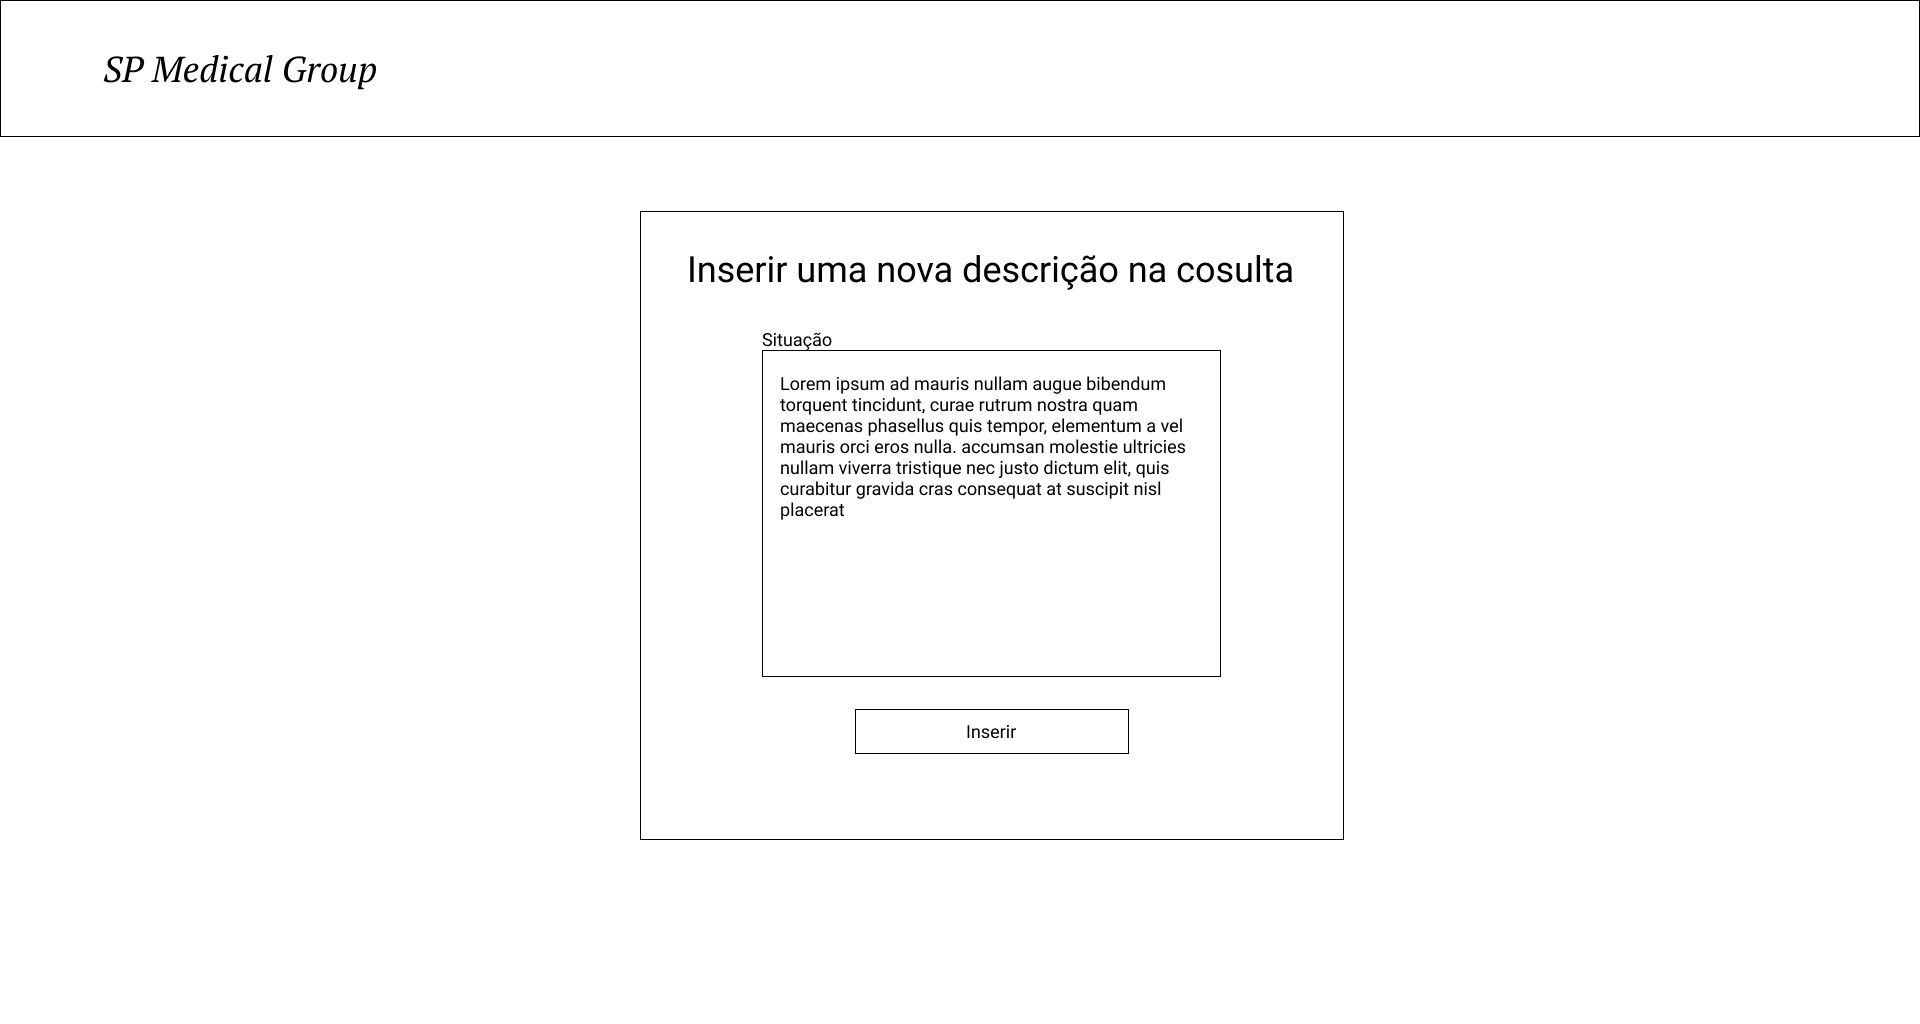 SP Medical Group
Inserir uma nova descrição na cosulta
Situação
Lorem ipsum ad mauris nullam augue bibendum
torquent tincidunt, curae rutrum nostra quam
maecenas phasellus quis tempor, elementum a vel
mauris orci eros nulla. accumsan molestie ultricies
nullam viverra tristique nec justo dictum elit, quis
curabitur gravida cras consequat at suscipit nisl
placerat
Inserir